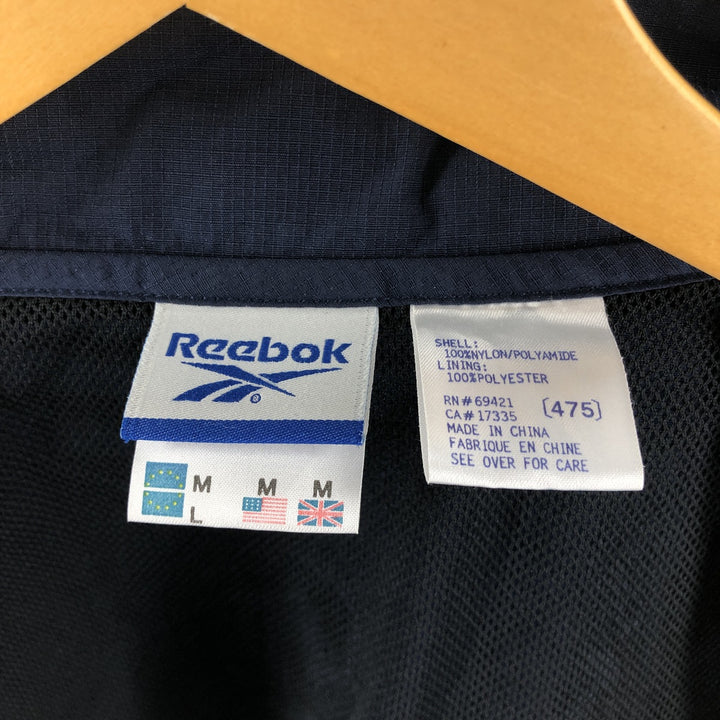 Reebok
®
M
L
M
M
SHELL:
100%NYLON/POLYAMIDE
LINING:
100%POLYESTER
RN# 69421
CA# 17335 [475]
MADE IN CHINA
FABRIQUE EN CHINE
SEE OVER FOR CARE